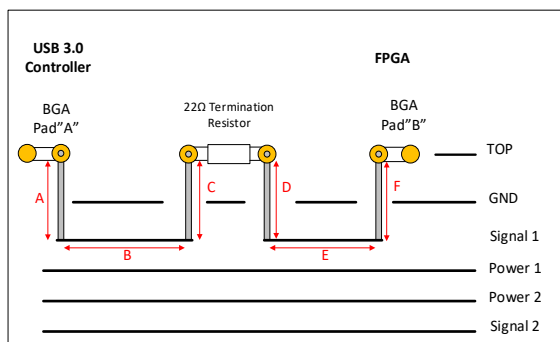 USB 3.0
Controller
FPGA
BGA
Pad”A”
22Ω Termination
Resistor
BGA
Pad”B”
TOP
A
C
D
F
GND
Signal 1
B
E
Power 1
Power 2
Signal 2